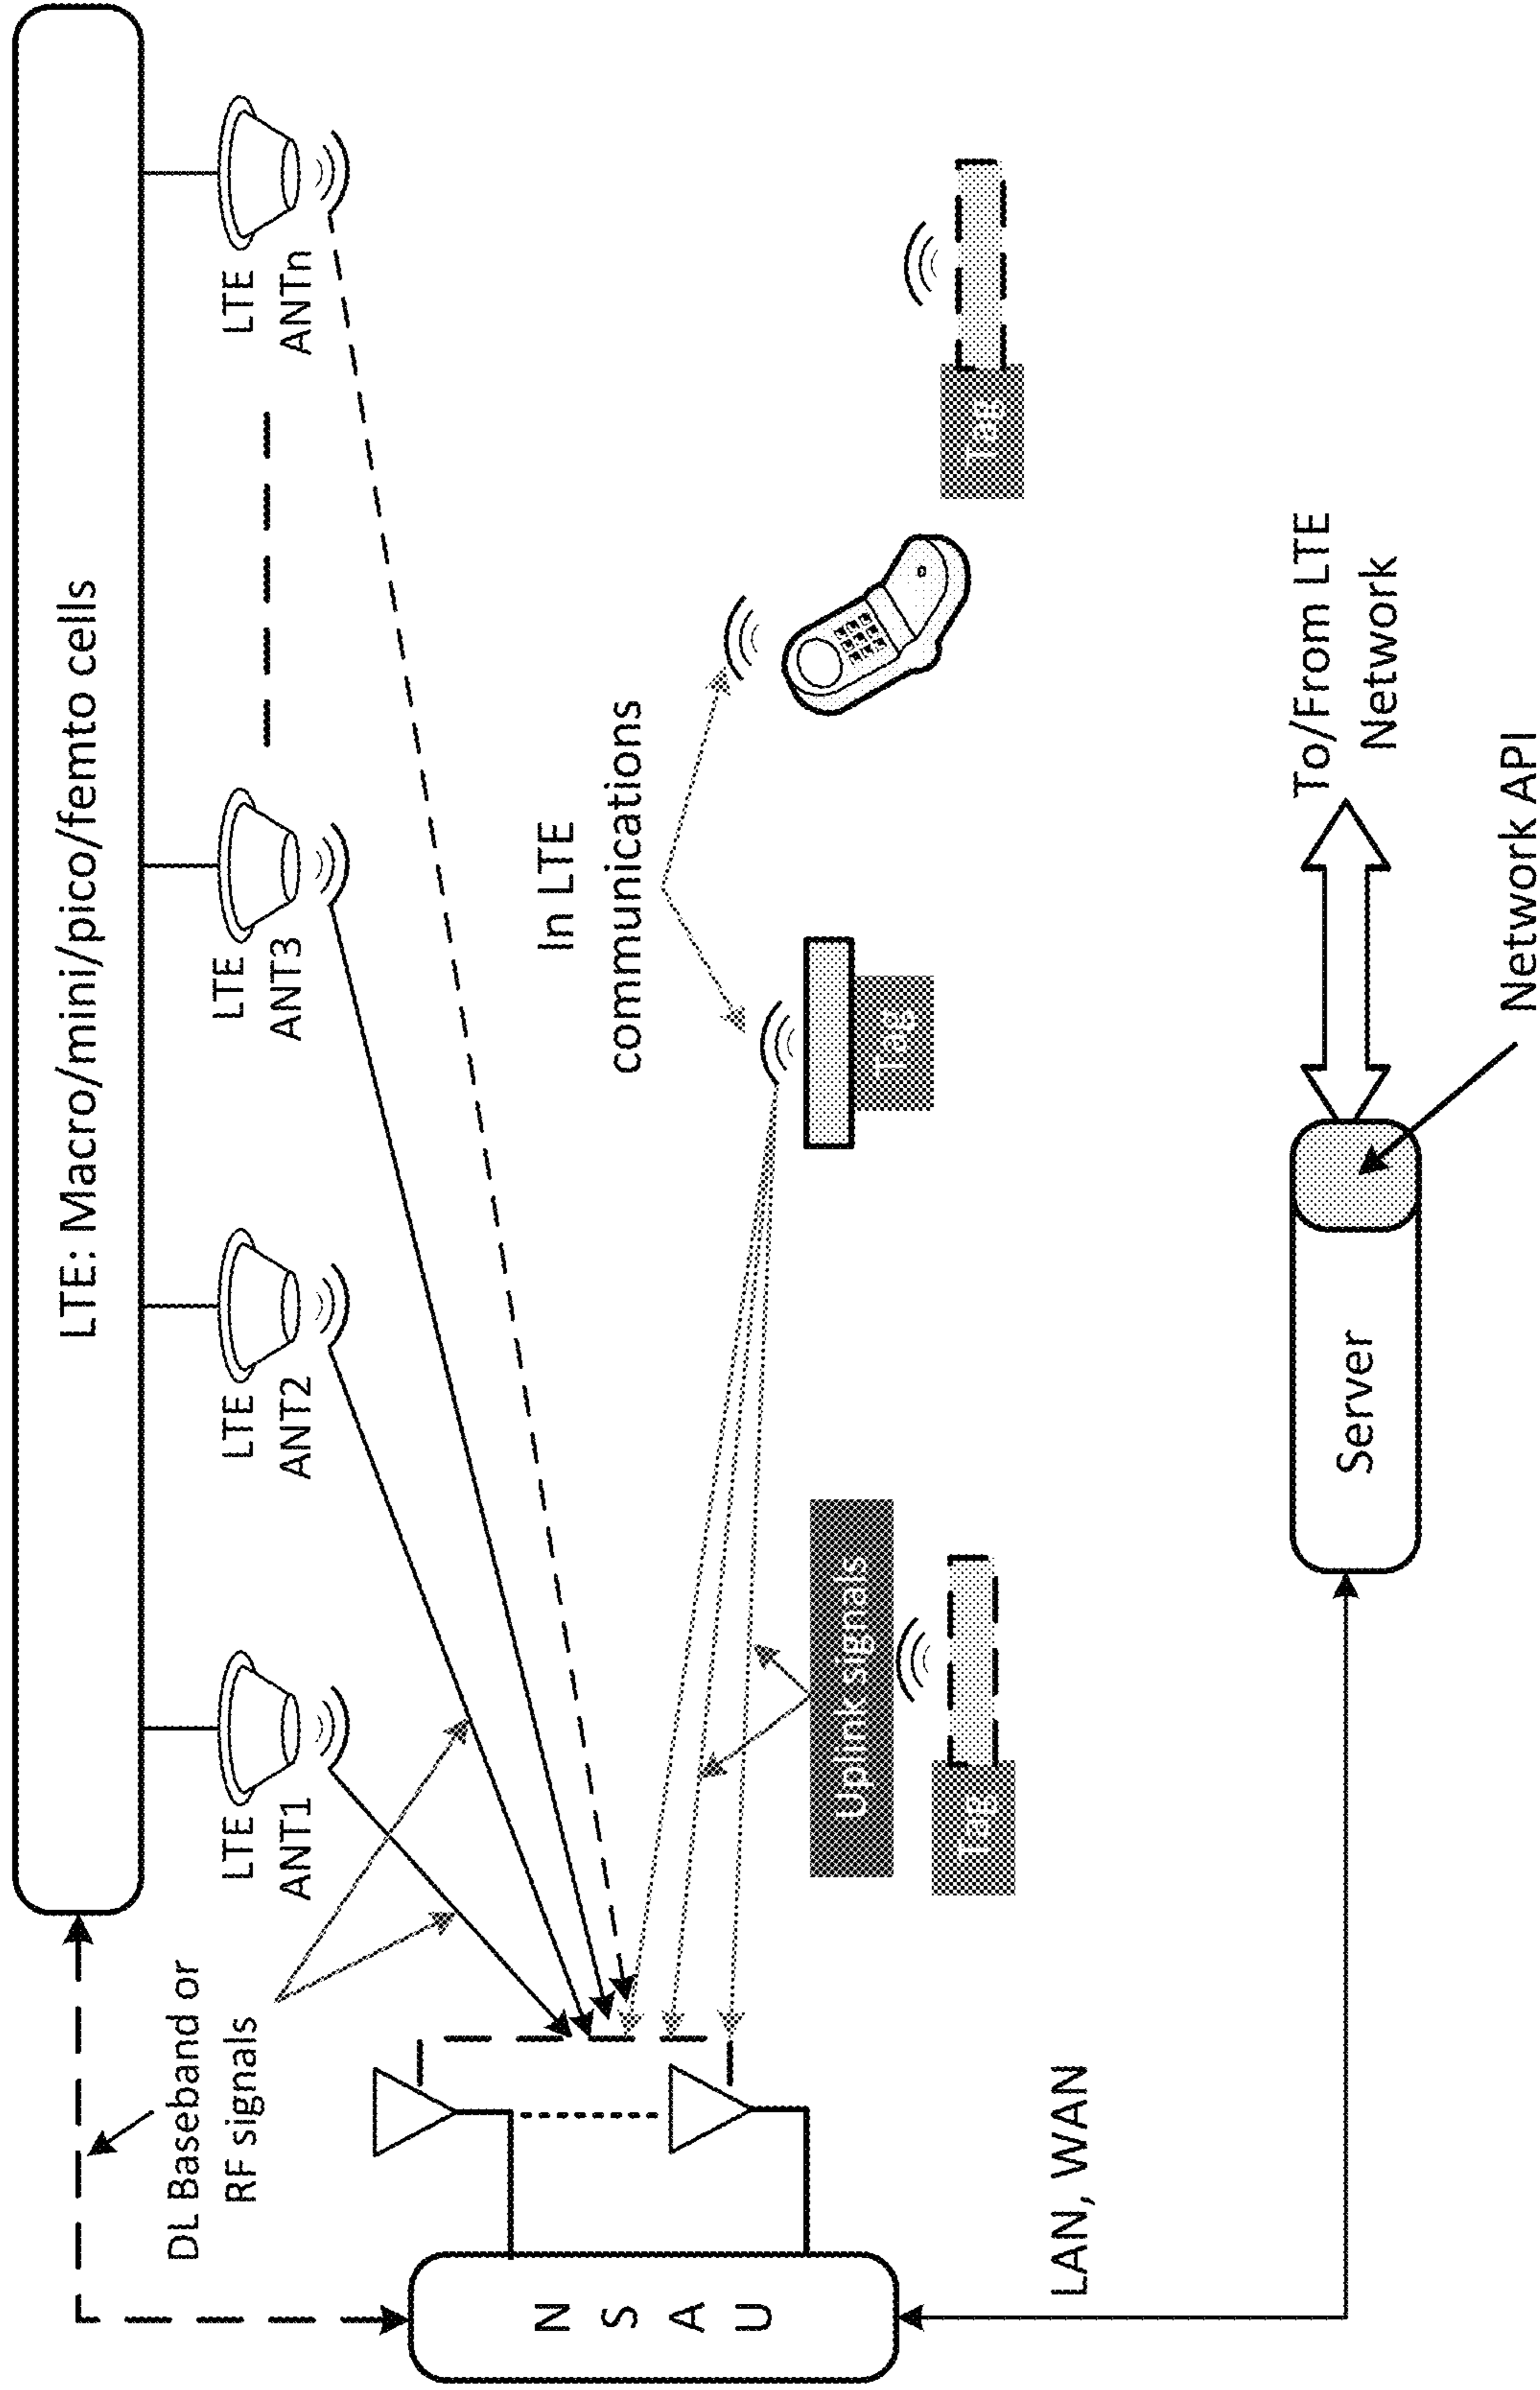 LTE: Macro/mini/pico/femto cells
DL Baseband or
RF signals
LTE
ANT1
LTE
ANT2
LTE
ANT3
LTE
ANTn
N
S
A
U
In LTE
communications
Uplink signals
Tag
Tag
Tag
LAN, WAN
Server
To/From LTE
Network
Network API